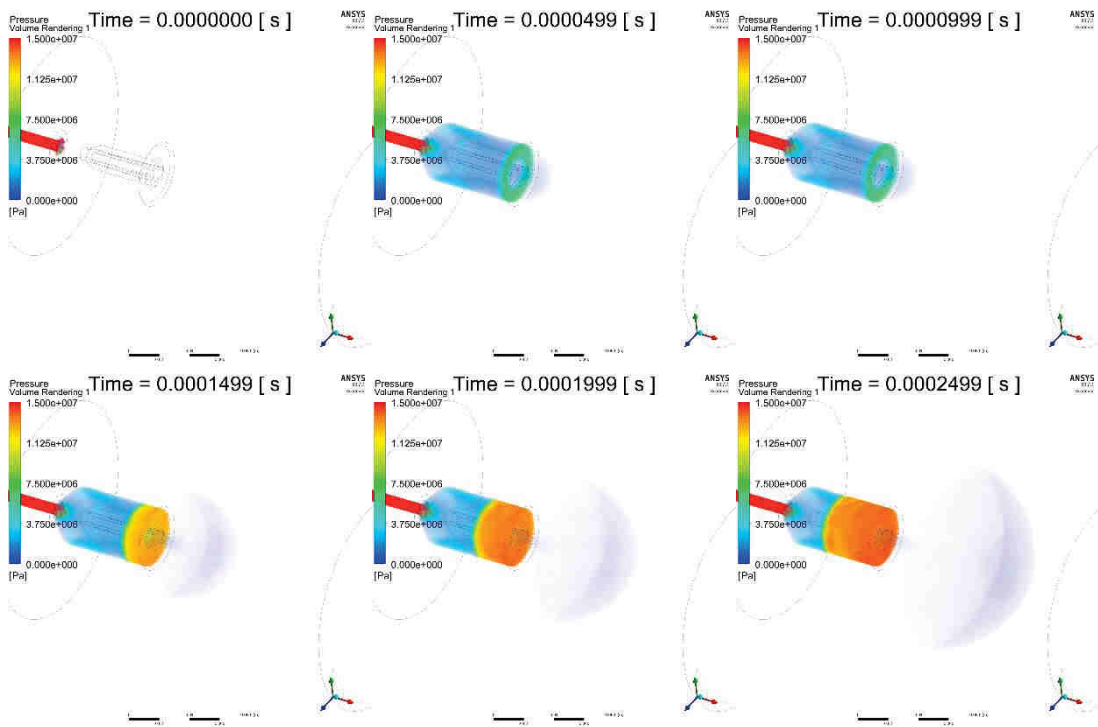 Pressure
Volume Rendering 1
Time = 0.0000000 [ s ]
ANSYS
1.500e+007
1.125e+007
7.500e+006
3.750e+006
0.000e+000
[Pa]
Pressure
Volume Rendering 1
Time = 0.0000499 [ s ]
ANSYS
1.500e+007
1.125e+007
7.500e+006
3.750e+006
0.000e+000
[Pa]
Pressure
Volume Rendering 1
Time = 0.0000999 [ s ]
ANSYS
1.500e+007
1.125e+007
7.500e+006
3.750e+006
0.000e+000
[Pa]
Pressure
Volume Rendering 1
Time = 0.0001499 [ s ]
ANSYS
1.500e+007
1.125e+007
7.500e+006
3.750e+006
0.000e+000
[Pa]
Pressure
Volume Rendering 1
Time = 0.0001999 [ s ]
ANSYS
1.500e+007
1.125e+007
7.500e+006
3.750e+006
0.000e+000
[Pa]
Pressure
Volume Rendering 1
Time = 0.0002499 [ s ]
ANSYS
1.500e+007
1.125e+007
7.500e+006
3.750e+006
0.000e+000
[Pa]